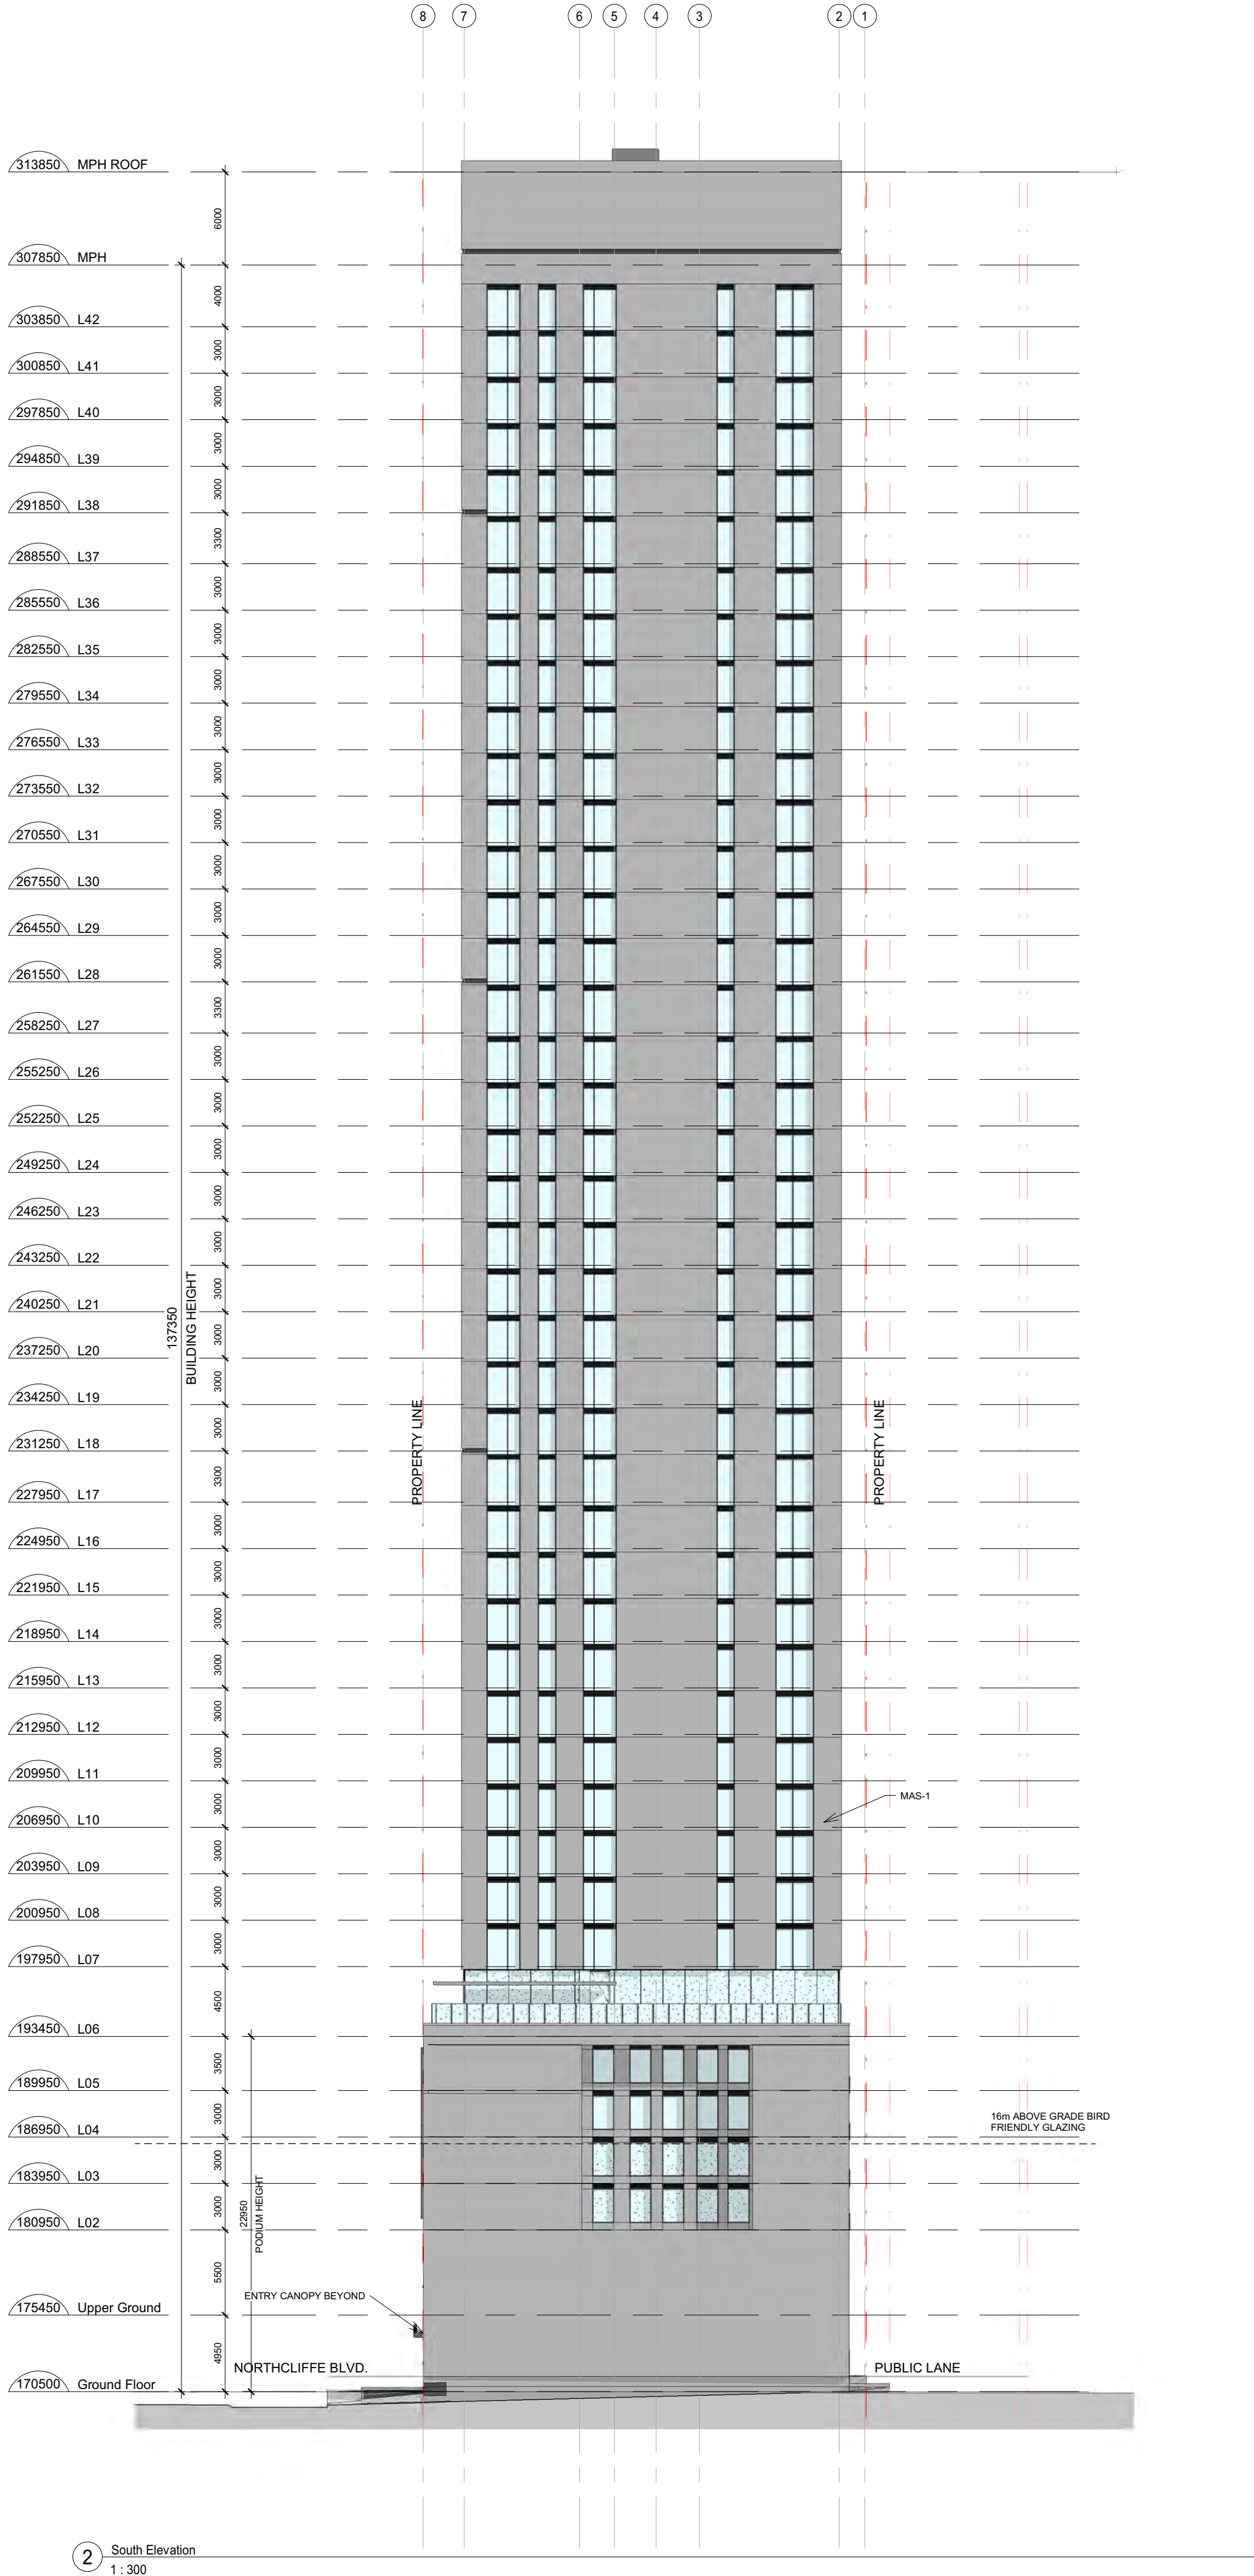 8 7 6 5 4 3 2 1
313850 MPH ROOF
6000
307850 MPH
4000
303850 L42
3000
300850 L41
3000
297850 L40
3000
294850 L39
3000
291850 L38
3300
288550 L37
3000
285550 L36
3000
282550 L35
3000
279550 L34
3000
276550 L33
3000
273550 L32
3000
270550 L31
3000
267550 L30
3000
264550 L29
3000
261550 L28
3300
258250 L27
3000
255250 L26
3000
252250 L25
3000
249250 L24
3000
246250 L23
3000
243250 L22
3000
240250 L21
137350
BUILDING HEIGHT
3000
237250 L20
3000
234250 L19
PROPERTY LINE
PROPERTY LINE
3000
231250 L18
3300
227950 L17
3000
224950 L16
3000
221950 L15
3000
218950 L14
3000
215950 L13
3000
212950 L12
3000
209950 L11
3000
MAS-1
206950 L10
3000
203950 L09
3000
200950 L08
3000
197950 L07
4500
193450 L06
3500
189950 L05
3000
186950 L04
16m ABOVE GRADE BIRD
FRIENDLY GLAZING
3000
183950 L03
3000
22950
PODIUM HEIGHT
180950 L02
5500
ENTRY CANOPY BEYOND
175450 Upper Ground
4950
NORTHCLIFFE BLVD.
PUBLIC LANE
170500 Ground Floor
2 South Elevation
1 : 300